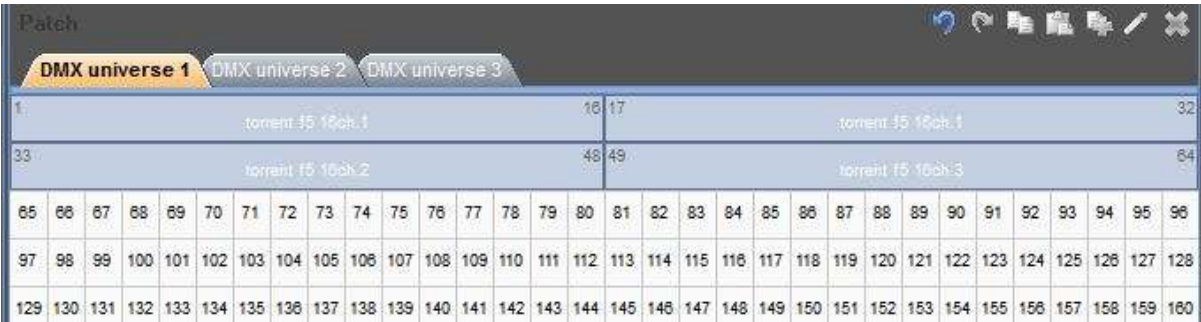 Patch
DMX universe 1 DMX universe 2 DMX universe 3
1 torrent f5 16ch.1 16 17 torrent f5 16ch.1 32
33 torrent f5 16ch.2 48 49 torrent f5 16ch.3 64
65 66 67 68 69 70 71 72 73 74 75 76 77 78 79 80 81 82 83 84 85 86 87 88 89 90 91 92 93 94 95 96
97 98 99 100 101 102 103 104 105 106 107 108 109 110 111 112 113 114 115 116 117 118 119 120 121 122 123 124 125 126 127 128
129 130 131 132 133 134 135 136 137 138 139 140 141 142 143 144 145 146 147 148 149 150 151 152 153 154 155 156 157 158 159 160